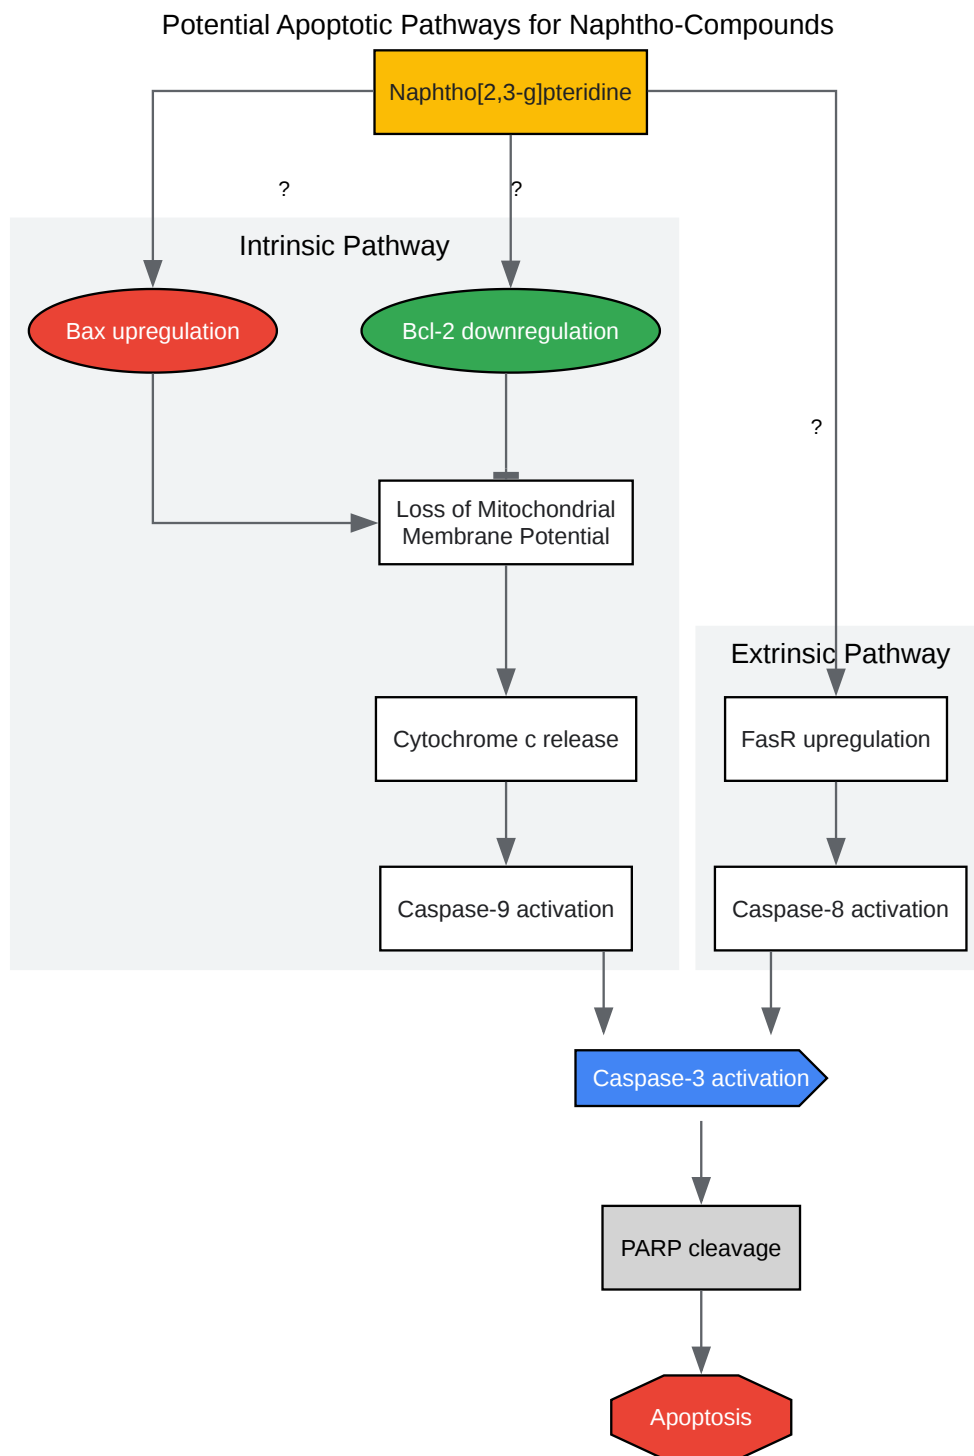 Potential Apoptotic Pathways for Naphtho-Compounds
Naphtho[2,3-g]pteridine
?
?
Intrinsic Pathway
Bax upregulation
Bcl-2 downregulation
?
Loss of Mitochondrial
Membrane Potential
Extrinsic Pathway
Cytochrome c release
FasR upregulation
Caspase-9 activation
Caspase-8 activation
Caspase-3 activation
PARP cleavage
Apoptosis